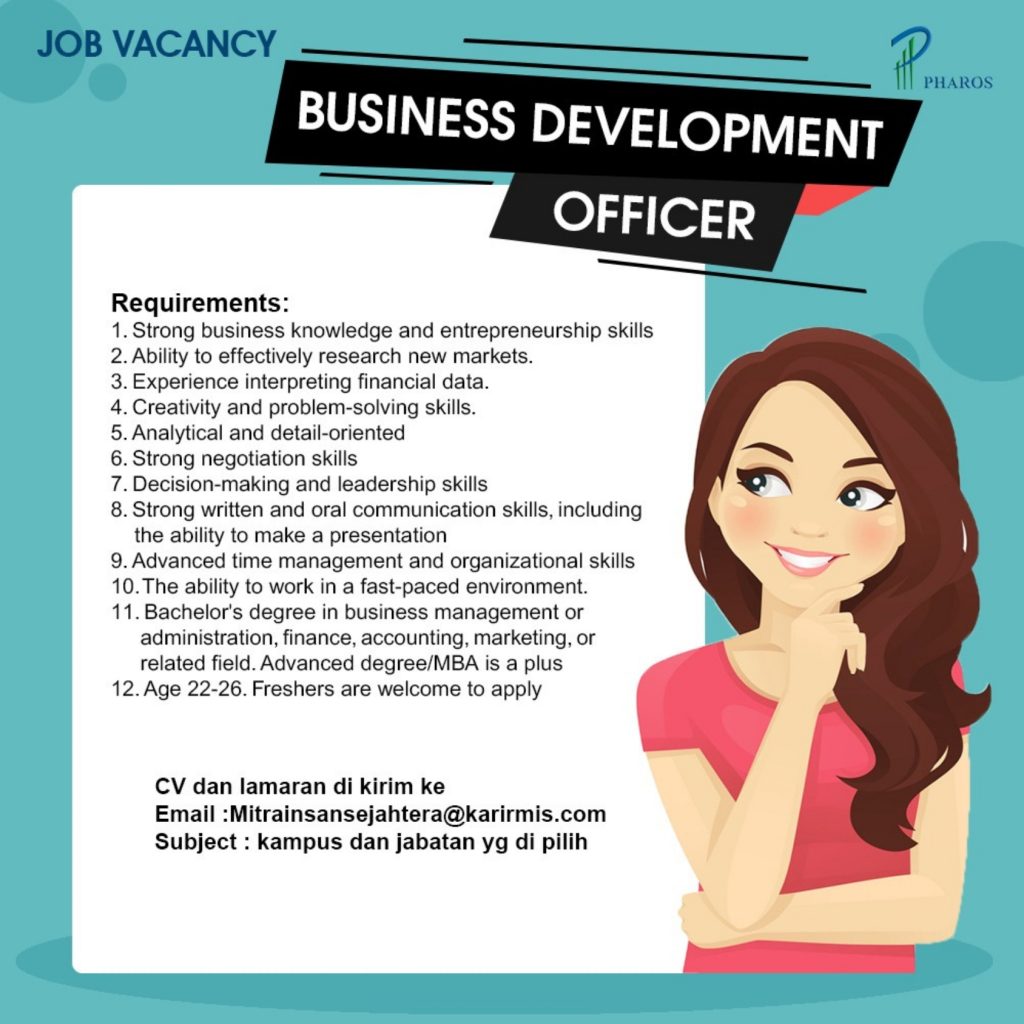 JOB VACANCY
PHAROS
BUSINESS DEVELOPMENT
OFFICER
Requirements:
1. Strong business knowledge and entrepreneurship skills
2. Ability to effectively research new markets.
3. Experience interpreting financial data.
4. Creativity and problem-solving skills.
5. Analytical and detail-oriented
6. Strong negotiation skills
7. Decision-making and leadership skills
8. Strong written and oral communication skills, including
the ability to make a presentation
9. Advanced time management and organizational skills
10. The ability to work in a fast-paced environment.
11. Bachelor's degree in business management or
administration, finance, accounting, marketing, or
related field. Advanced degree/MBA is a plus
12. Age 22-26. Freshers are welcome to apply
CV dan lamaran di kirim ke
Email :Mitrainsansejahtera@karirmis.com
Subject : kampus dan jabatan yg di pilih